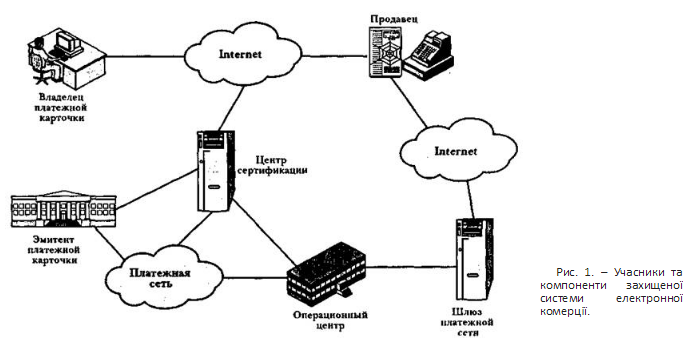 Продавец
Internet
Владелец
платежной
карточки
Центр
сертификации
Internet
Эмитент
платежной
карточки
Платежная
сеть
Операционный
центр
Шлюз
платежной
сети
Рис. 1. – Учасники та
компоненти захищеної
системи електронної
комерції.